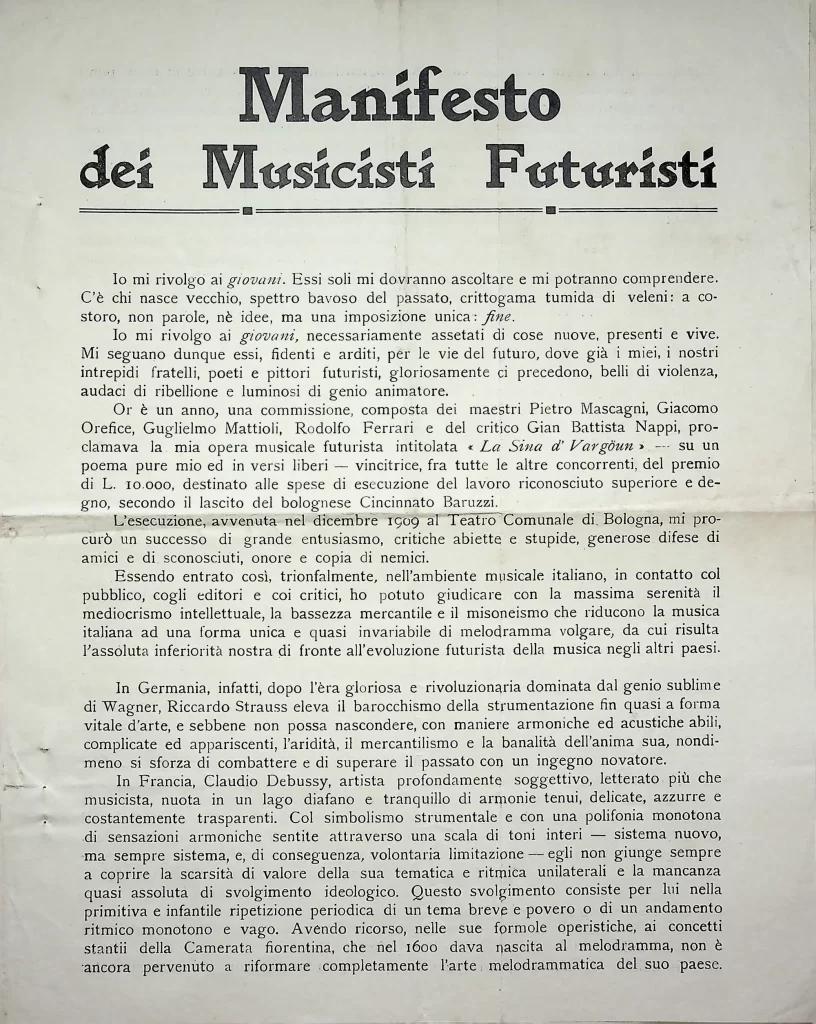 Manifesto
dei Musicisti Futuristi
Io mi rivolgo ai giovani. Essi soli mi dovranno ascoltare e mi potranno comprendere.
C'è chi nasce vecchio, spettro bavoso del passato, crittogama tumida di veleni: a co-
storo, non parole, nè idee, ma una imposizione unica: fine.
Io mi rivolgo ai giovani, necessariamente assetati di cose nuove, presenti e vive.
Mi seguano dunque essi, fidenti e arditi, per le vie del futuro, dove già i miei, i nostri
intrepidi fratelli, poeti e pittori futuristi, gloriosamente ci precedono, belli di violenza,
audaci di ribellione e luminosi di genio animatore.
Or è un anno, una commissione, composta dei maestri Pietro Mascagni, Giacomo
Orefice, Guglielmo Mattioli, Rodolfo Ferrari e del critico Gian Battista Nappi, pro-
clamava la mia opera musicale futurista intitolata « La Sina d' Vargöun » — su un
poema pure mio ed in versi liberi — vincitrice, fra tutte le altre concorrenti, del premio
di L. 10.000, destinato alle spese di esecuzione del lavoro riconosciuto superiore e de-
gno, secondo il lascito del bolognese Cincinnato Baruzzi.
L'esecuzione, avvenuta nel dicembre 1909 al Teatro Comunale di Bologna, mi pro-
curò un successo di grande entusiasmo, critiche abiette e stupide, generose difese di
amici e di sconosciuti, onore e copia di nemici.
Essendo entrato così, trionfalmente, nell'ambiente musicale italiano, in contatto col
pubblico, cogli editori e coi critici, ho potuto giudicare con la massima serenità il
mediocrismo intellettuale, la bassezza mercantile e il misoneismo che riducono la musica
italiana ad una forma unica e quasi invariabile di melodramma volgare, da cui risulta
l'assoluta inferiorità nostra di fronte all'evoluzione futurista della musica negli altri paesi.
In Germania, infatti, dopo l'èra gloriosa e rivoluzionaria dominata dal genio sublime
di Wagner, Riccardo Strauss eleva il barocchismo della strumentazione fin quasi a forma
vitale d'arte, e sebbene non possa nascondere, con maniere armoniche ed acustiche abili,
complicate ed appariscenti, l'aridità, il mercantilismo e la banalità dell'anima sua, nondi-
meno si sforza di combattere e di superare il passato con un ingegno novatore.
In Francia, Claudio Debussy, artista profondamente soggettivo, letterato più che
musicista, nuota in un lago diafano e tranquillo di armonie tenui, delicate, azzurre e
costantemente trasparenti. Col simbolismo strumentale e con una polifonia monotona
di sensazioni armoniche sentite attraverso una scala di toni interi — sistema nuovo,
ma sempre sistema, e, di conseguenza, volontaria limitazione — egli non giunge sempre
a coprire la scarsità di valore della sua tematica e ritmica unilaterali e la mancanza
quasi assoluta di svolgimento ideologico. Questo svolgimento consiste per lui nella
primitiva e infantile ripetizione periodica di un tema breve e povero o di un andamento
ritmico monotono e vago. Avendo ricorso, nelle sue formole operistiche, ai concetti
stantii della Camerata fiorentina, che nel 1600 dava nascita al melodramma, non è
ancora pervenuto a riformare completamente l'arte melodrammatica del suo paese.